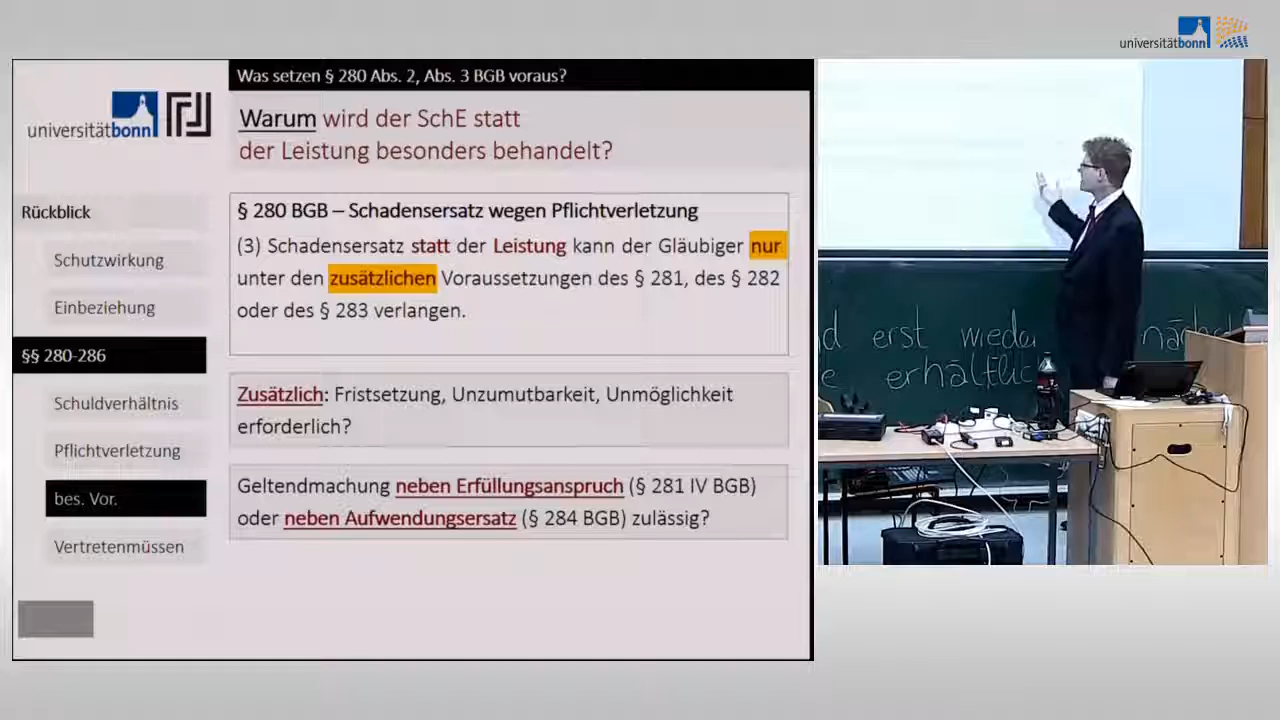 universitätbonn
Was setzen § 280 Abs. 2, Abs. 3 BGB voraus?
universitätbonn
Warum wird der SchE statt
der Leistung besonders behandelt?
Rückblick
Schutzwirkung
Einbeziehung
§§ 280-286
Schuldverhältnis
Pflichtverletzung
bes. Vor.
Vertretenmüssen
§ 280 BGB – Schadensersatz wegen Pflichtverletzung
(3) Schadensersatz statt der Leistung kann der Gläubiger nur
unter den zusätzlichen Voraussetzungen des § 281, des § 282
oder des § 283 verlangen.
Zusätzlich: Fristsetzung, Unzumutbarkeit, Unmöglichkeit
erforderlich?
Geltendmachung neben Erfüllungsanspruch (§ 281 IV BGB)
oder neben Aufwendungsersatz (§ 284 BGB) zulässig?
erst wieder